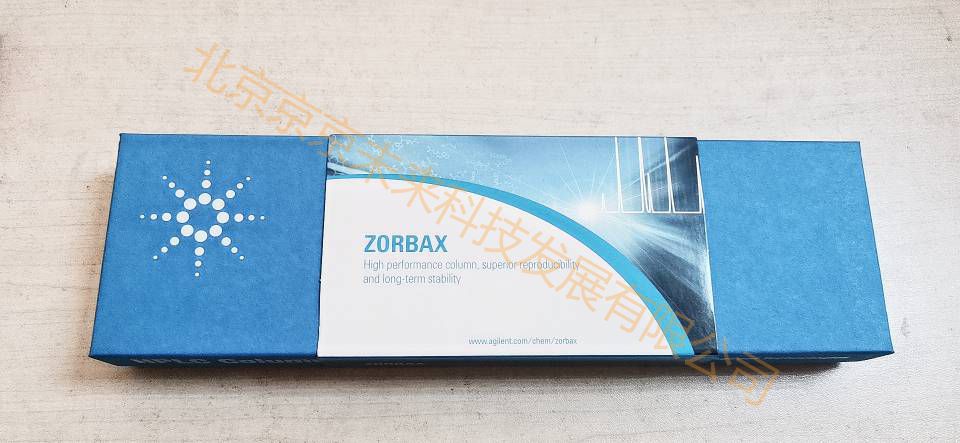 北京京京未来科技发展有限公司
ZORBAX
High performance column, superior reproducibility
and long-term stability
www.agilent.com/chem/zorbax